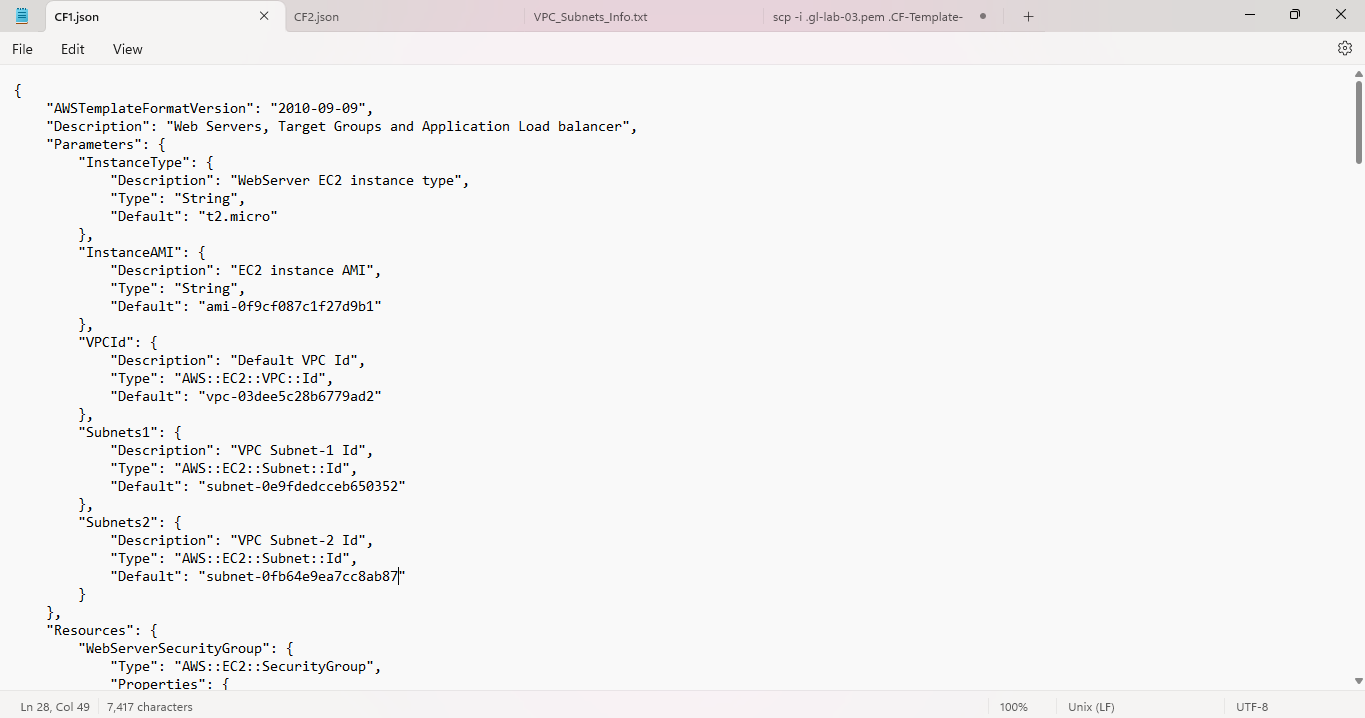 CF1.json
CF2.json
VPC_Subnets_Info.txt
scp -i .gl-lab-03.pem .CF-Template-
File
Edit
View
{
    "AWSTemplateFormatVersion": "2010-09-09",
    "Description": "Web Servers, Target Groups and Application Load balancer",
    "Parameters": {
        "InstanceType": {
            "Description": "WebServer EC2 instance type",
            "Type": "String",
            "Default": "t2.micro"
        },
        "InstanceAMI": {
            "Description": "EC2 instance AMI",
            "Type": "String",
            "Default": "ami-0f9cf087c1f27d9b1"
        },
        "VPCId": {
            "Description": "Default VPC Id",
            "Type": "AWS::EC2::VPC::Id",
            "Default": "vpc-03dee5c28b6779ad2"
        },
        "Subnets1": {
            "Description": "VPC Subnet-1 Id",
            "Type": "AWS::EC2::Subnet::Id",
            "Default": "subnet-0e9fdedcceb650352"
        },
        "Subnets2": {
            "Description": "VPC Subnet-2 Id",
            "Type": "AWS::EC2::Subnet::Id",
            "Default": "subnet-0fb64e9ea7cc8ab87"
        }
    },
    "Resources": {
        "WebServerSecurityGroup": {
            "Type": "AWS::EC2::SecurityGroup",
            "Properties": {
Ln 28, Col 49
7,417 characters
100%
Unix (LF)
UTF-8